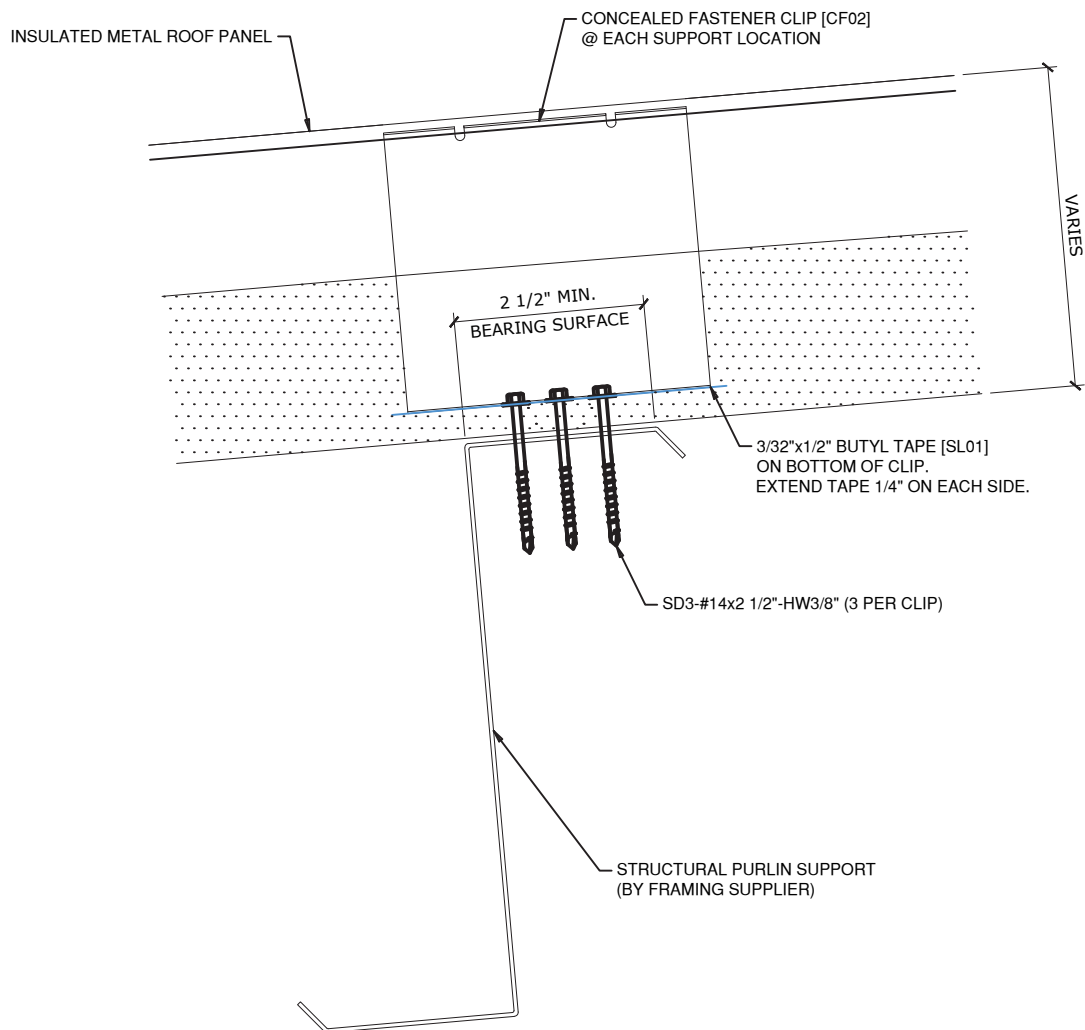 CONCEALED FASTENER CLIP [CF02]
@ EACH SUPPORT LOCATION
INSULATED METAL ROOF PANEL
VARIES
2 1/2" MIN.
BEARING SURFACE
3/32"x1/2" BUTYL TAPE [SL01]
ON BOTTOM OF CLIP.
EXTEND TAPE 1/4" ON EACH SIDE.
SD3-#14x2 1/2"-HW3/8" (3 PER CLIP)
STRUCTURAL PURLIN SUPPORT
(BY FRAMING SUPPLIER)